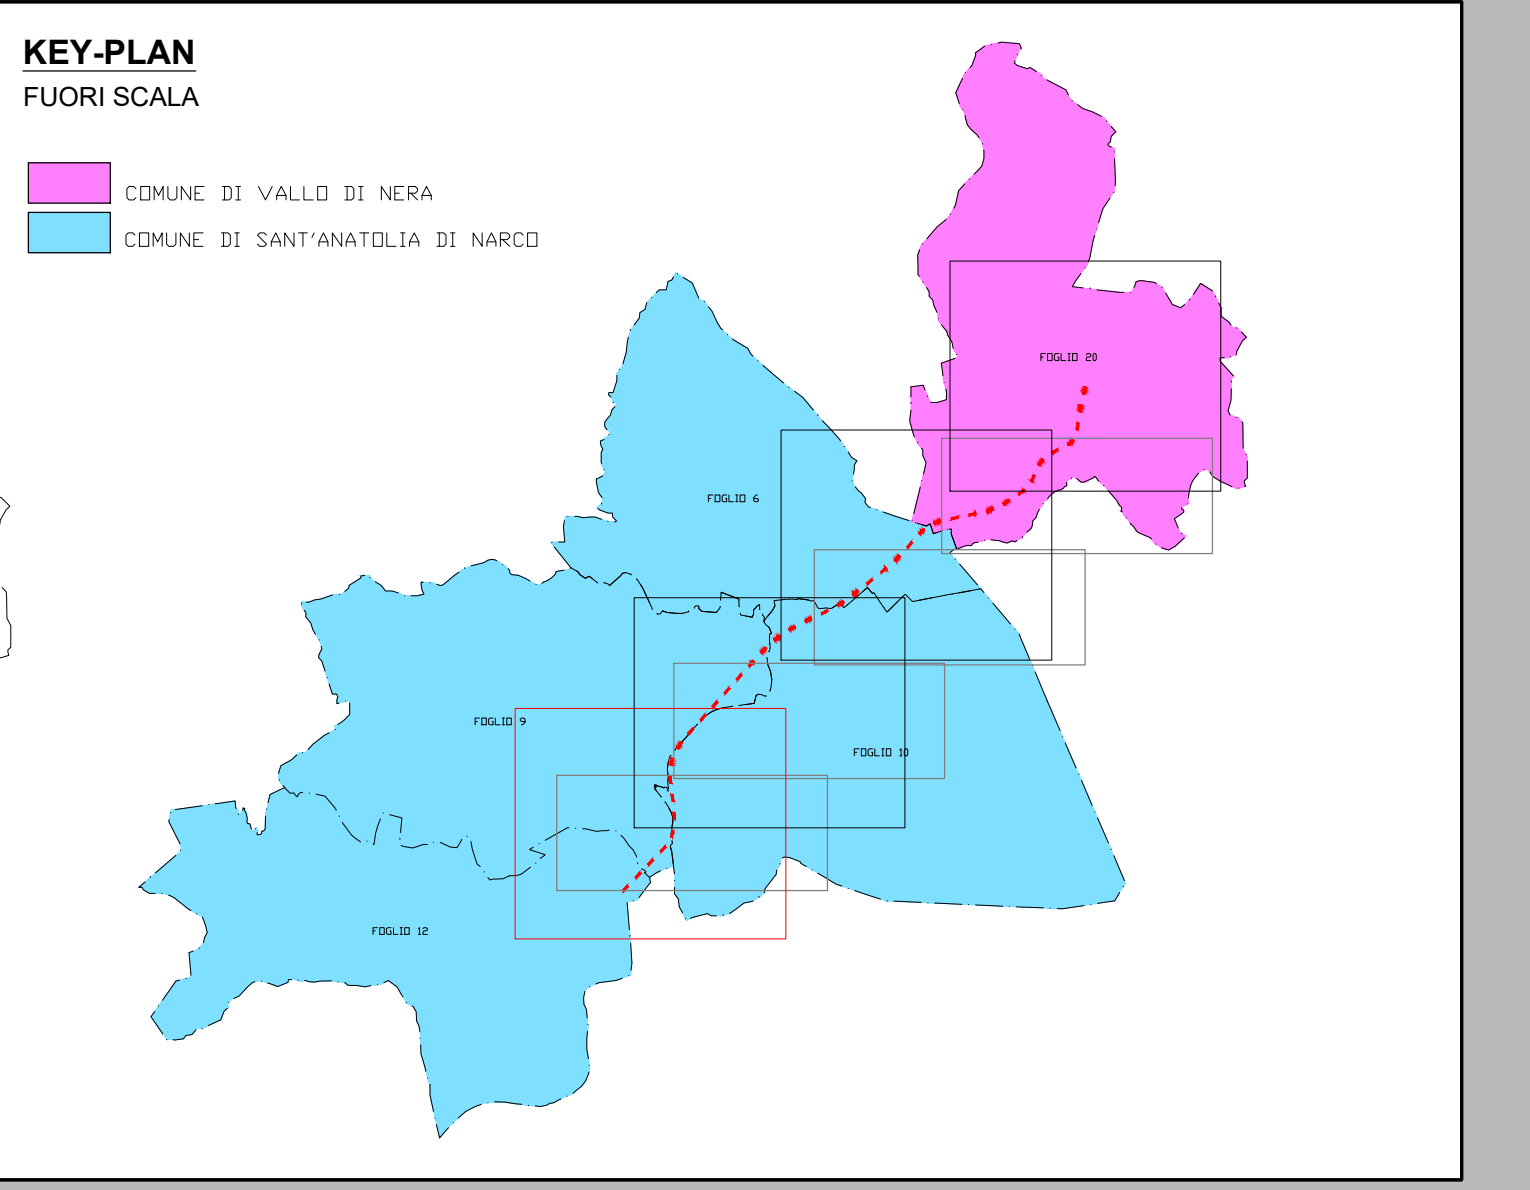 KEY-PLAN
FUORI SCALA
COMUNE DI VALLO DI NERA
COMUNE DI SANT'ANATOLIA DI NARCO
FOGLIO 20
FOGLIO 6
FOGLIO 9
FOGLIO 10
FOGLIO 12